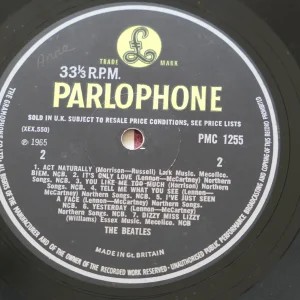 Anne
TRADE MARK
33⅓ R.P.M.
PARLOPHONE
SOLD IN U.K. SUBJECT TO RESALE PRICE CONDITIONS, SEE PRICE LISTS
(XEX.550) PMC 1255
℗ 1965
2 2
1. ACT NATURALLY (Morrison—Russell) Lark Music. Mecolico.
Biem. NCB. 2. IT'S ONLY LOVE (Lennon—McCartney) Northern
Songs. NCB. 3. YOU LIKE ME TOO MUCH (Harrison) Northern
Songs. NCB. 4. TELL ME WHAT YOU SEE (Lennon—
McCartney) Northern Songs. NCB. 5. I'VE JUST SEEN
A FACE (Lennon—McCartney) Northern Songs.
NCB. 6. YESTERDAY (Lennon—McCartney)
Northern Songs. NCB. 7. DIZZY MISS LIZZY
(Williams) Essex Music. Mecolico. NCB
THE BEATLES
MADE IN Gt. BRITAIN
THE GRAMOPHONE CO. LTD. ALL RIGHTS OF THE MANUFACTURER AND OF THE OWNER OF THE RECORDED WORK RESERVED UNAUTHORISED PUBLIC PERFORMANCE BROADCASTING AND COPYING OF THIS RECORD PROHIBITED